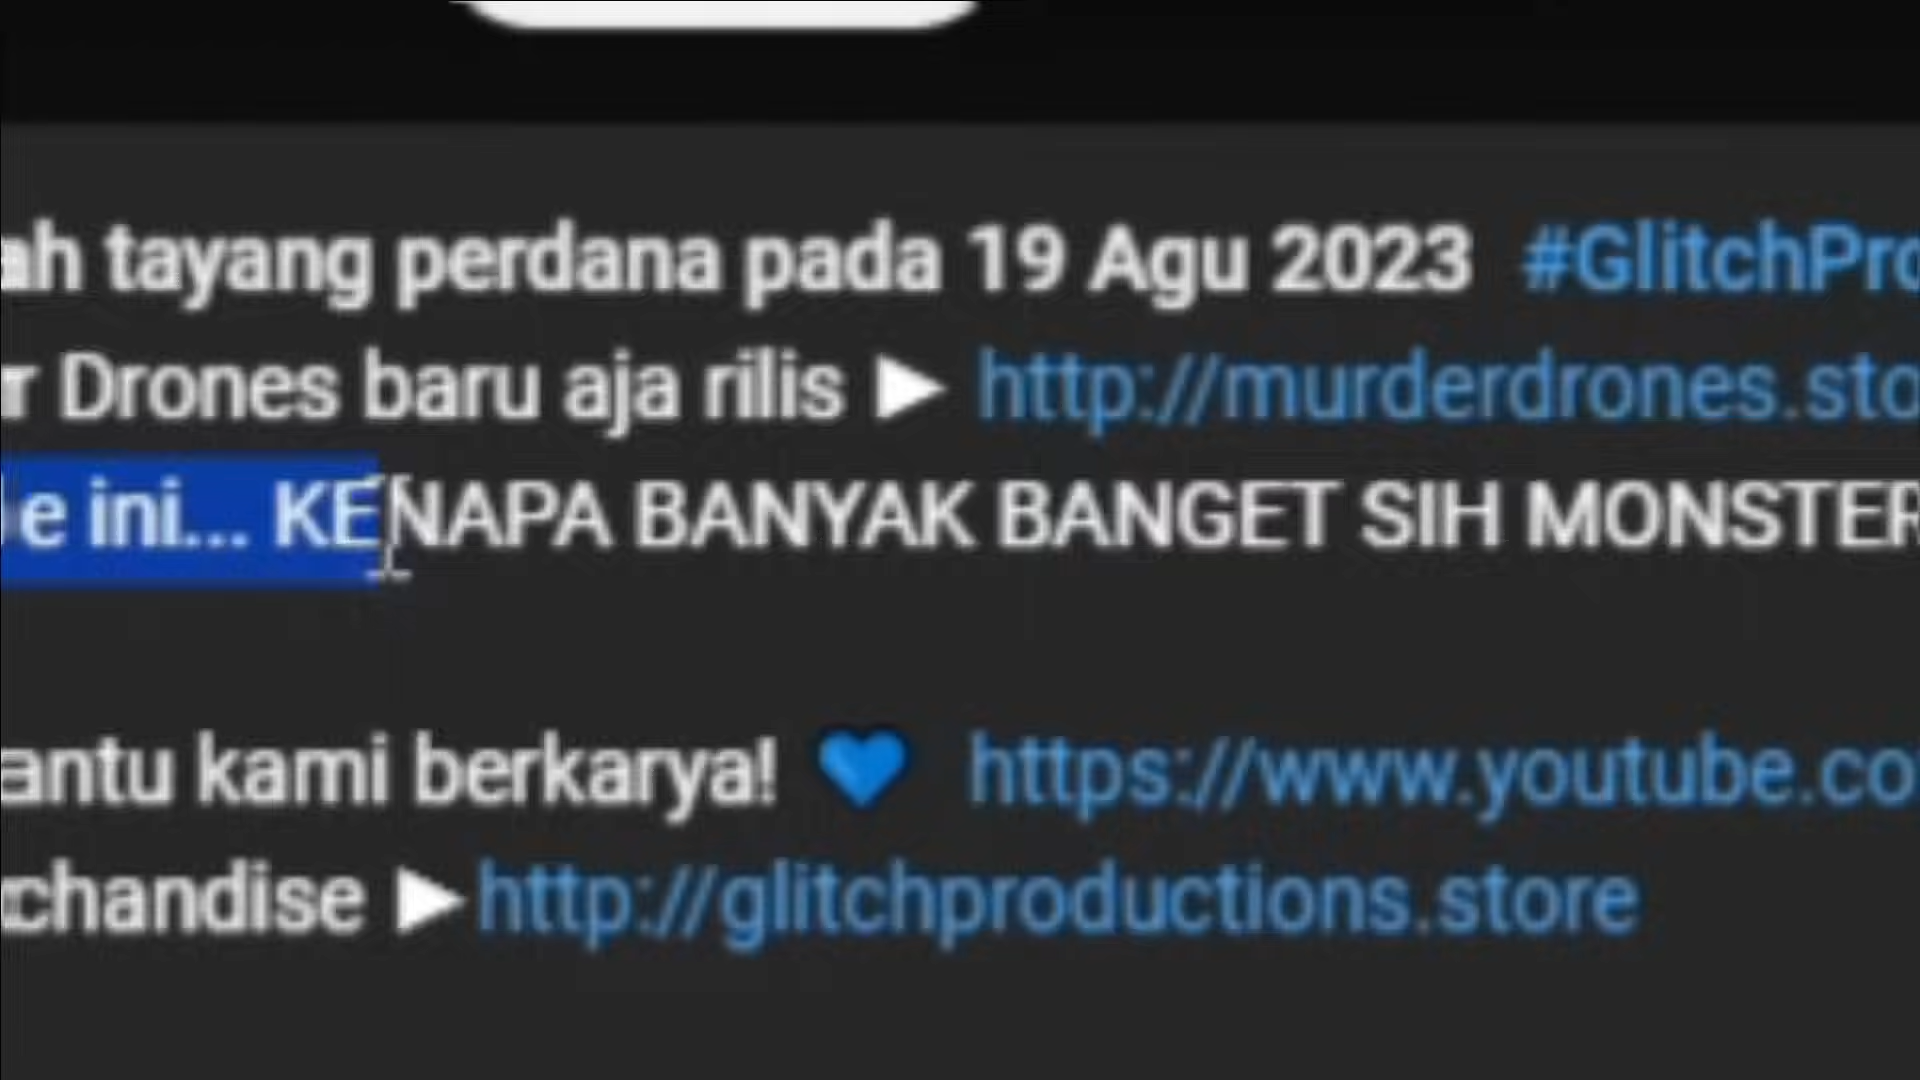 ah tayang perdana pada 19 Agu 2023 #GlitchPro
r Drones baru aja rilis ▶ http://murderdrones.sto
e ini... KENAPA BANYAK BANGET SIH MONSTER
antu kami berkarya! 💙 https://www.youtube.co
chandise ▶ http://glitchproductions.store